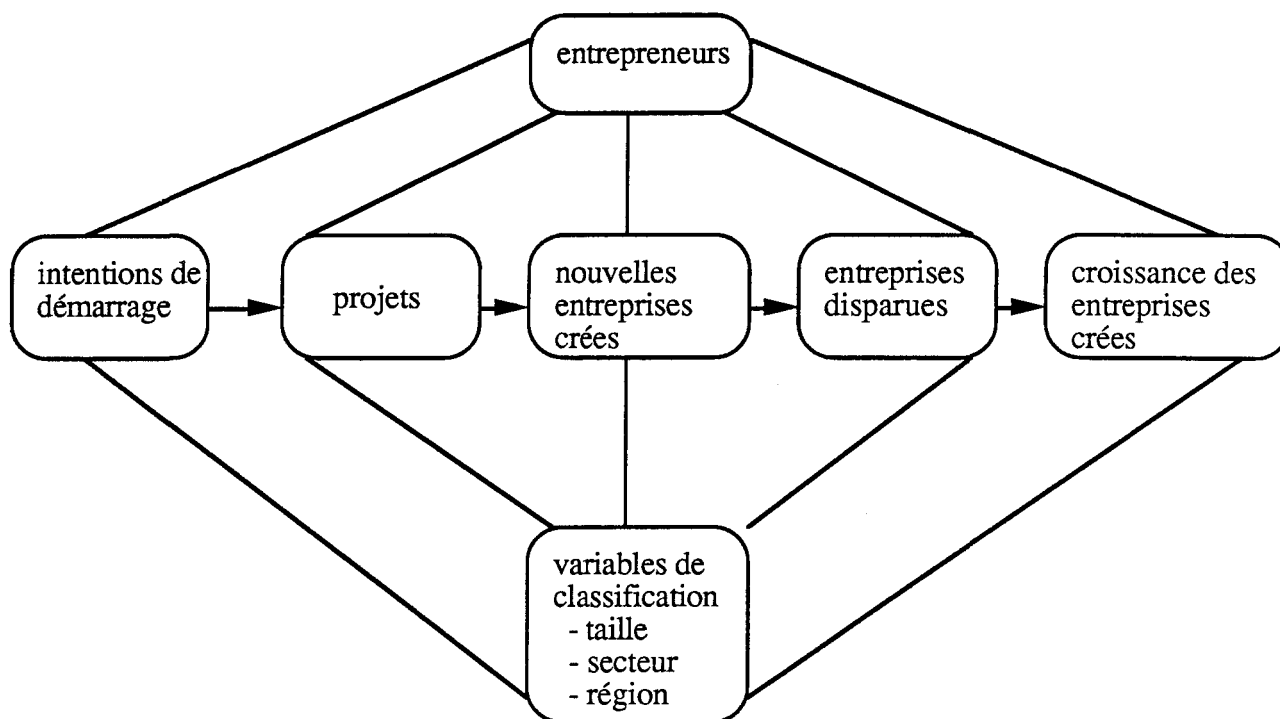 entrepreneurs
intentions de
démarrage
projets
nouvelles
entreprises
crées
entreprises
disparues
croissance des
entreprises
crées
variables de
classification
- taille
- secteur
- région